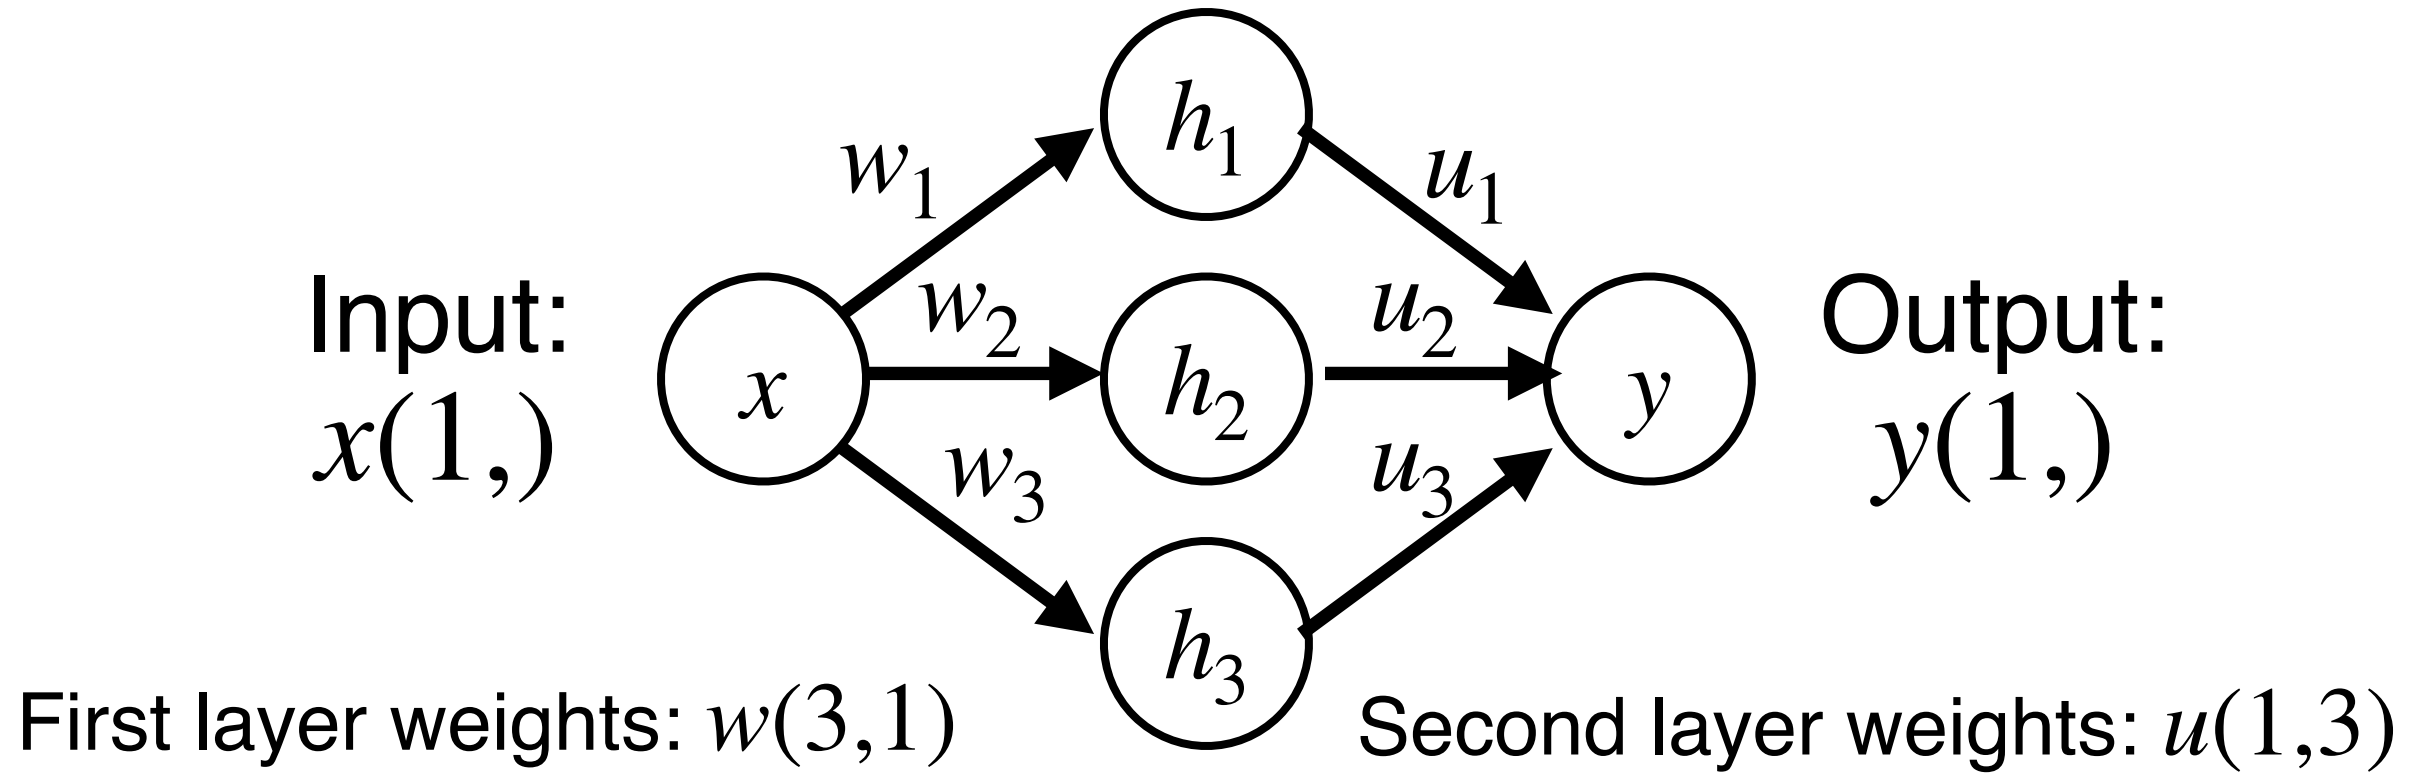 h₁
w₁
u₁
Input:
x(1,)
w₂
u₂
Output:
y(1,)
x
h₂
y
w₃
u₃
h₃
First layer weights: w(3,1)
Second layer weights: u(1,3)